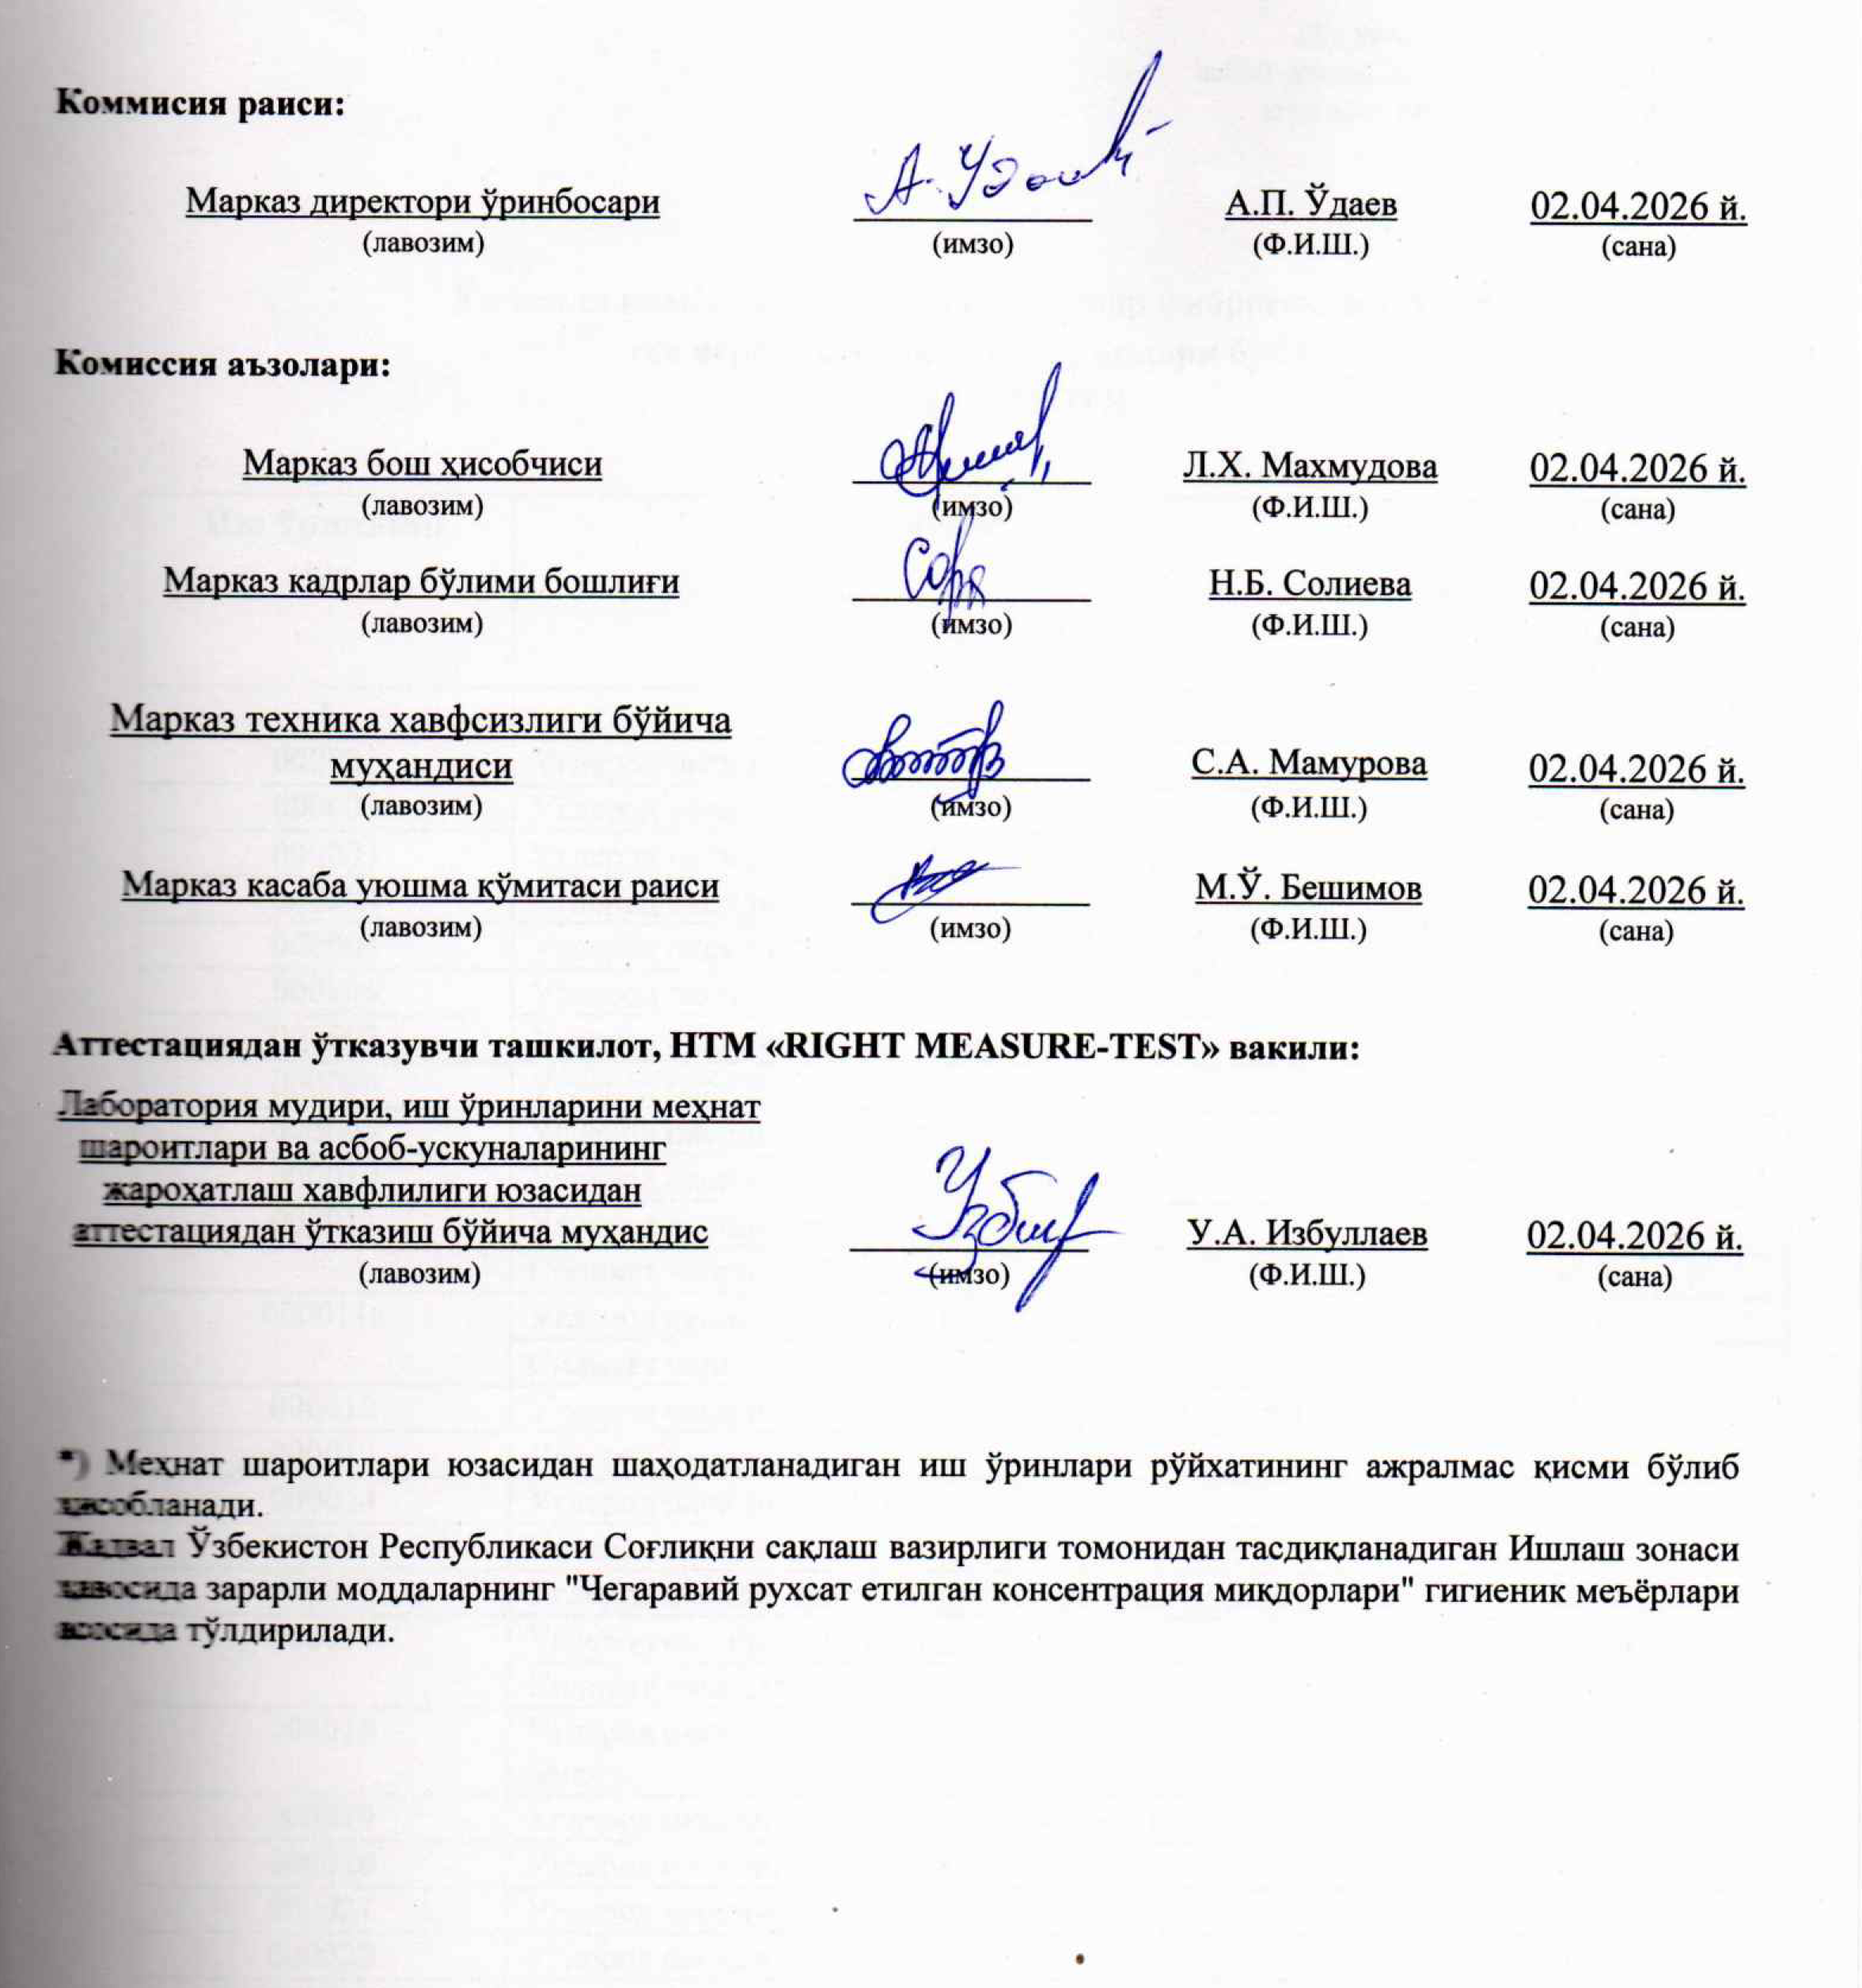 Коммисия раиси:
Марказ директори ўринбосари А.П. Ўдаев 02.04.2026 й.
(лавозим) (имзо) (Ф.И.Ш.) (сана)
Комиссия аъзолари:
Марказ бош ҳисобчиси Л.Х. Махмудова 02.04.2026 й.
(лавозим) (имзо) (Ф.И.Ш.) (сана)
Марказ кадрлар бўлими бошлиғи Н.Б. Солиева 02.04.2026 й.
(лавозим) (имзо) (Ф.И.Ш.) (сана)
Марказ техника хавфсизлиги бўйича
муҳандиси С.А. Мамурова 02.04.2026 й.
(лавозим) (имзо) (Ф.И.Ш.) (сана)
Марказ касаба уюшма қўмитаси раиси М.Ў. Бешимов 02.04.2026 й.
(лавозим) (имзо) (Ф.И.Ш.) (сана)
Аттестациядан ўтказувчи ташкилот, НТМ «RIGHT MEASURE-TEST» вакили:
Лаборатория мудири, иш ўринларини меҳнат
шароитлари ва асбоб-ускуналарининг
жароҳатлаш хавфлилиги юзасидан
аттестациядан ўтказиш бўйича муҳандис У.А. Избуллаев 02.04.2026 й.
(лавозим) (имзо) (Ф.И.Ш.) (сана)
*) Меҳнат шароитлари юзасидан шаҳодатланадиган иш ўринлари рўйхатининг ажралмас қисми бўлиб
ҳисобланади.
Жадвал Ўзбекистон Республикаси Соғлиқни сақлаш вазирлиги томонидан тасдиқланадиган Ишлаш зонаси
ҳавосида зарарли моддаларнинг "Чегаравий рухсат етилган консентрация миқдорлари" гигиеник меъёрлари
асосида тўлдирилади.